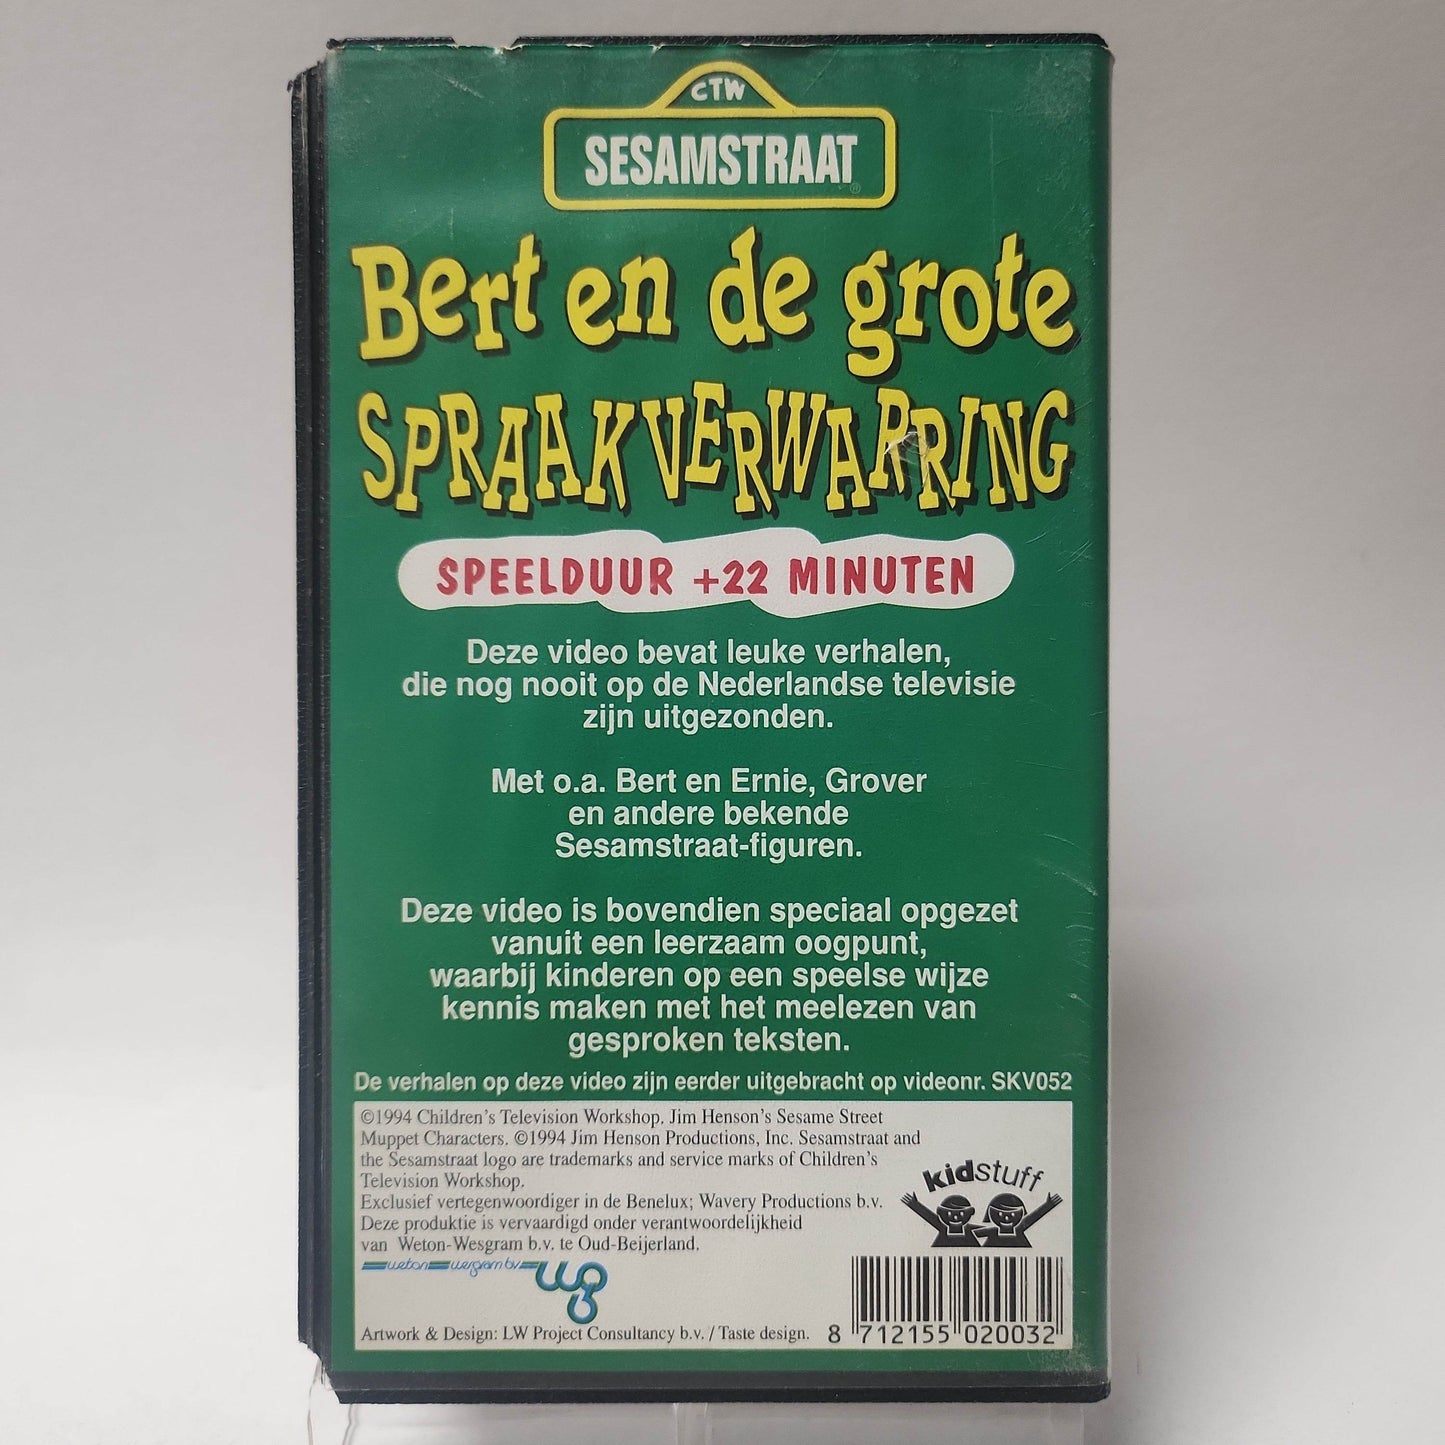 CTW
SESAMSTRAAT®
Bert en de grote
SPRAAKVERWARRING
SPEELDUUR +22 MINUTEN
Deze video bevat leuke verhalen,
die nog nooit op de Nederlandse televisie
zijn uitgezonden.
Met o.a. Bert en Ernie, Grover
en andere bekende
Sesamstraat-figuren.
Deze video is bovendien speciaal opgezet
vanuit een leerzaam oogpunt,
waarbij kinderen op een speelse wijze
kennis maken met het meelezen van
gesproken teksten.
De verhalen op deze video zijn eerder uitgebracht op videonr. SKV052
©1994 Children's Television Workshop. Jim Henson's Sesame Street
Muppet Characters. ©1994 Jim Henson Productions, Inc. Sesamstraat and
the Sesamstraat logo are trademarks and service marks of Children's
Television Workshop.
Exclusief vertegenwoordiger in de Benelux; Wavery Productions b.v.
Deze produktie is vervaardigd onder verantwoordelijkheid
van Weton-Wesgram b.v. te Oud-Beijerland.
kidstuff
weton wesgram bv
Artwork & Design: LW Project Consultancy b.v. / Taste design.
8 712155 020032